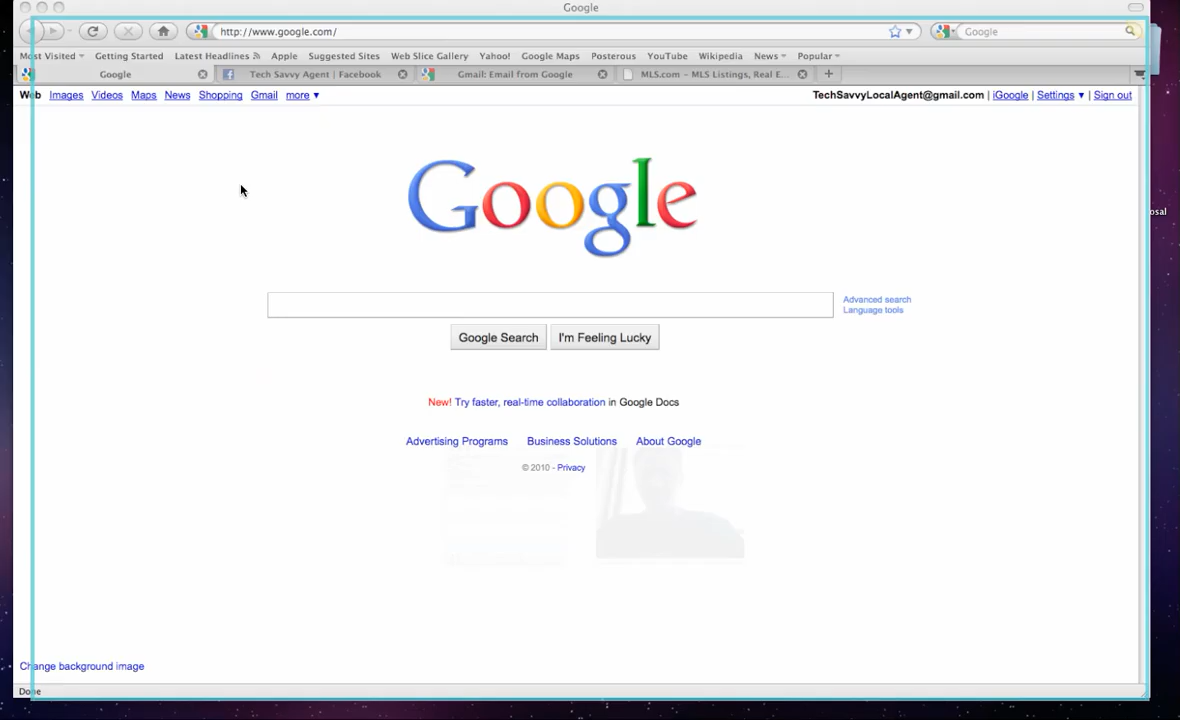 Google
http://www.google.com/
Google
Most Visited
Getting Started
Latest Headlines
Apple
Suggested Sites
Web Slice Gallery
Yahoo!
Google Maps
Posterous
YouTube
Wikipedia
News
Popular
Google
Tech Savvy Agent | Facebook
Gmail: Email from Google
MLS.com - MLS Listings, Real E...
Web Images Videos Maps News Shopping Gmail more ▼
TechSavvyLocalAgent@gmail.com | iGoogle | Settings ▼ | Sign out
osal
Google
Advanced search
Language tools
Google Search
I'm Feeling Lucky
New! Try faster, real-time collaboration in Google Docs
Advertising Programs
Business Solutions
About Google
© 2010 - Privacy
Change background image
Done